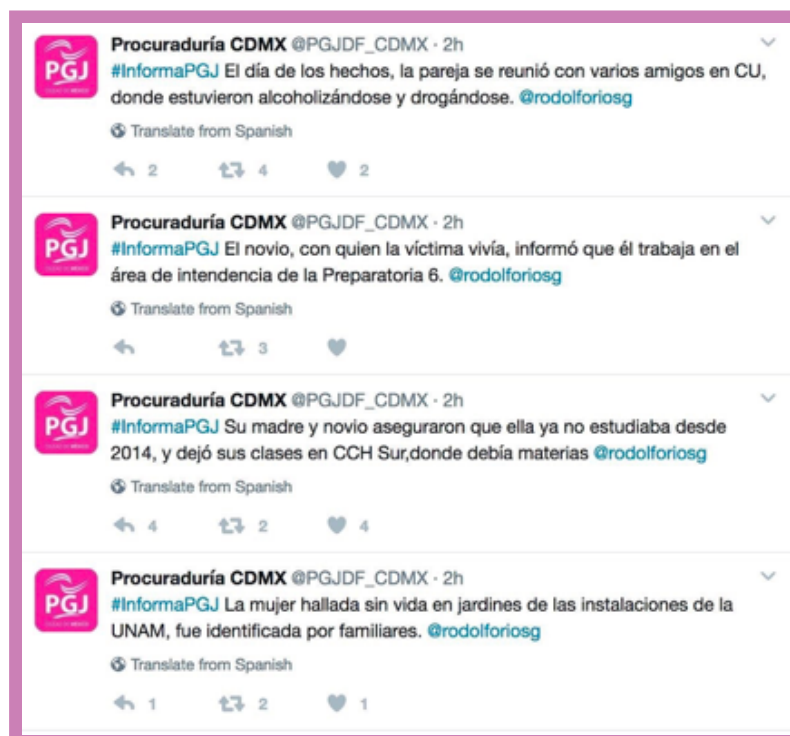 PGJ
Procuraduría CDMX @PGJDF_CDMX · 2h
#InformaPGJ El día de los hechos, la pareja se reunió con varios amigos en CU,
donde estuvieron alcoholizándose y drogándose. @rodolforiosg
Translate from Spanish
2 4 2
PGJ
Procuraduría CDMX @PGJDF_CDMX · 2h
#InformaPGJ El novio, con quien la víctima vivía, informó que él trabaja en el
área de intendencia de la Preparatoria 6. @rodolforiosg
Translate from Spanish
3
PGJ
Procuraduría CDMX @PGJDF_CDMX · 2h
#InformaPGJ Su madre y novio aseguraron que ella ya no estudiaba desde
2014, y dejó sus clases en CCH Sur,donde debía materias @rodolforiosg
Translate from Spanish
4 2 4
PGJ
Procuraduría CDMX @PGJDF_CDMX · 2h
#InformaPGJ La mujer hallada sin vida en jardines de las instalaciones de la
UNAM, fue identificada por familiares. @rodolforiosg
Translate from Spanish
1 2 1